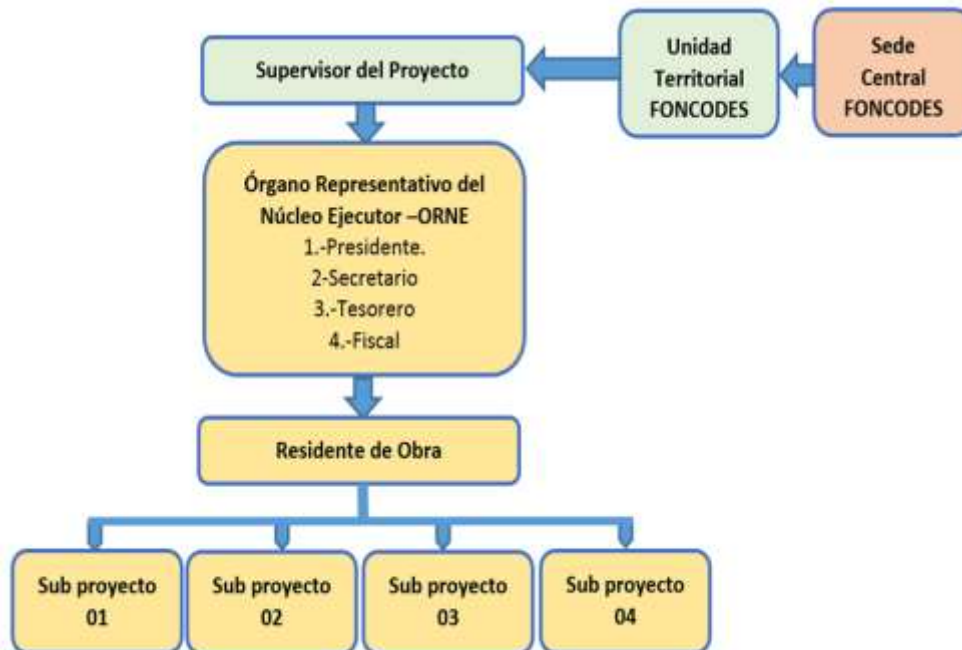 Supervisor del Proyecto
Unidad
Territorial
FONCODES
Sede
Central
FONCODES
Órgano Representativo del
Núcleo Ejecutor –ORNE
1.-Presidente.
2-Secretario
3.-Tesorero
4.-Fiscal
Residente de Obra
Sub proyecto
01
Sub proyecto
02
Sub proyecto
03
Sub proyecto
04